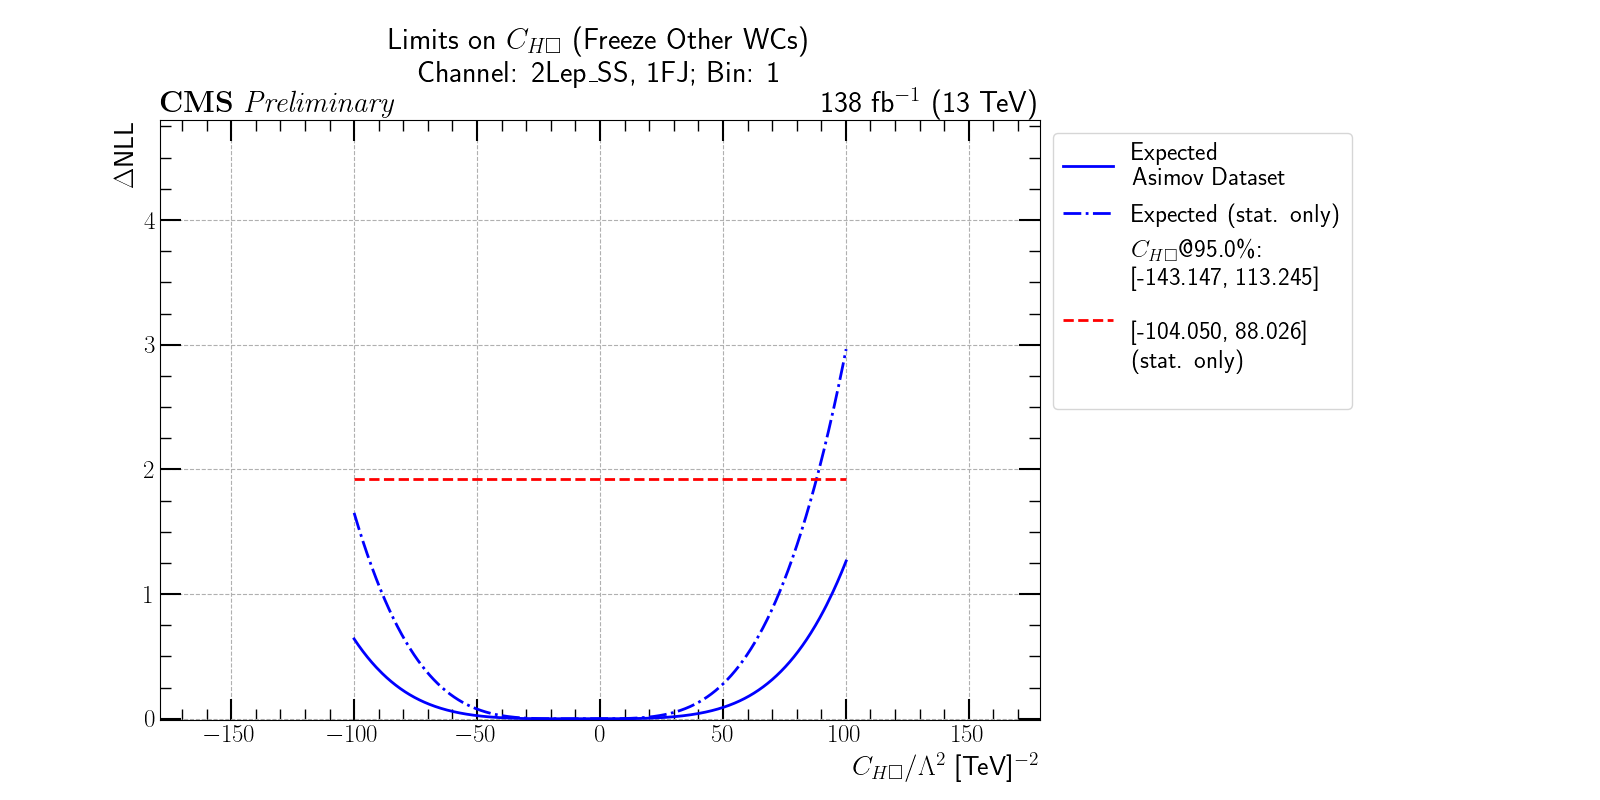 Limits on C_{H□} (Freeze Other WCs)
Channel: 2Lep_SS, 1FJ; Bin: 1
CMS Preliminary
138 fb⁻¹ (13 TeV)
ΔNLL
4
3
2
1
0
−150
−100
−50
0
50
100
150
C_{H□}/Λ² [TeV]⁻²
Expected
Asimov Dataset
Expected (stat. only)
C_{H□}@95.0%:
[-143.147, 113.245]
[-104.050, 88.026]
(stat. only)